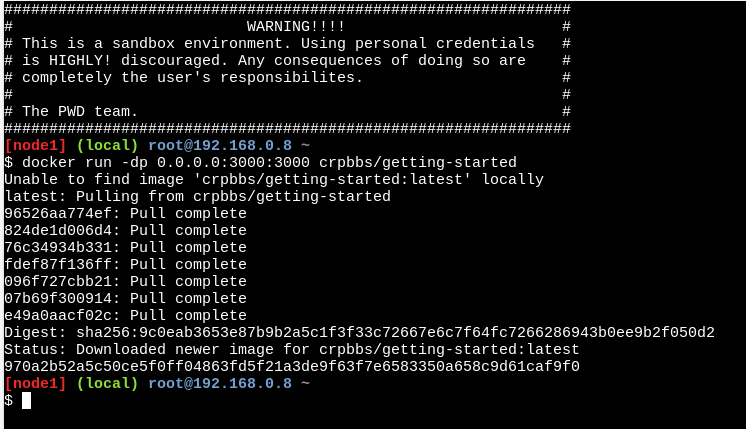 ###############################################################
#                          WARNING!!!!                        #
# This is a sandbox environment. Using personal credentials   #
# is HIGHLY! discouraged. Any consequences of doing so are    #
# completely the user's responsibilites.                      #
#                                                             #
# The PWD team.                                               #
###############################################################
[node1] (local) root@192.168.0.8 ~
$ docker run -dp 0.0.0.0:3000:3000 crpbbs/getting-started
Unable to find image 'crpbbs/getting-started:latest' locally
latest: Pulling from crpbbs/getting-started
96526aa774ef: Pull complete
824de1d006d4: Pull complete
76c34934b331: Pull complete
fdef87f136ff: Pull complete
096f727cbb21: Pull complete
07b69f300914: Pull complete
e49a0aacf02c: Pull complete
Digest: sha256:9c0eab3653e87b9b2a5c1f3f33c72667e6c7f64fc7266286943b0ee9b2f050d2
Status: Downloaded newer image for crpbbs/getting-started:latest
970a2b52a5c50ce5f0ff04863fd5f21a3de9f63f7e6583350a658c9d61caf9f0
[node1] (local) root@192.168.0.8 ~
$